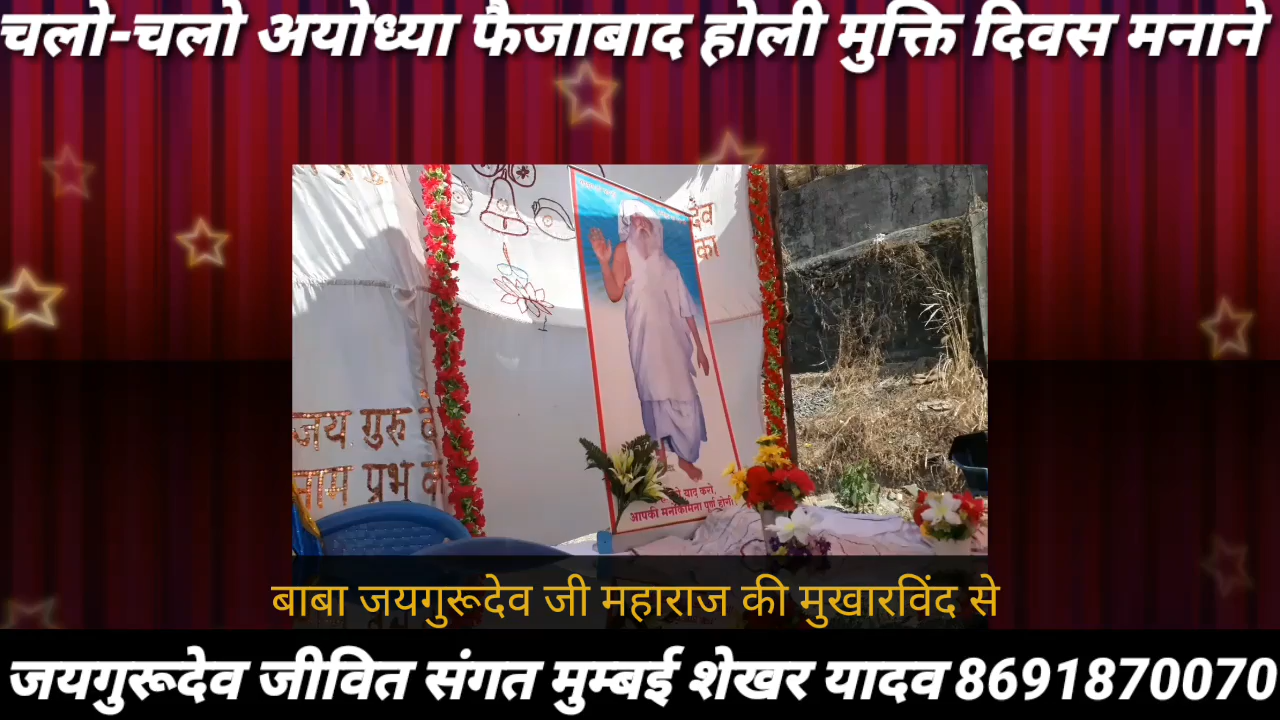 चलो-चलो अयोध्या फैजाबाद होली मुक्ति दिवस मनाने
देव
जय गुरु दे
नाम प्रभ का
याद करो,
आपकी मनोकामना पूर्ण होगी
बाबा जयगुरूदेव जी महाराज की मुखारविंद से
जयगुरूदेव जीवित संगत मुम्बई शेखर यादव 8691870070